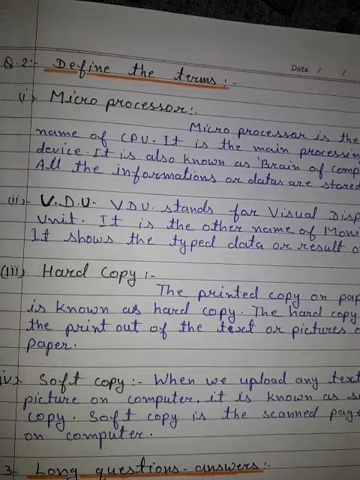 Date / /
Q.2:- Define the terms:-
(i) Micro processor:-
Micro processor is the
name of CPU. It is the main processin
device. It is also known as 'Brain of comp
All the informations or datas are stored
(ii)- V.D.U- VDU stands for Visual Disp
Unit. It is the other name of Moni
It shows the typed data or result o
(iii) Hard Copy :-
The printed copy on pap
is known as hard copy. The hard copy
the print out of the text or pictures o
paper.
iv)- Soft copy:- When we upload any text
picture on computer, it is known as s
copy. Soft copy is the scanned pa
on computer.
3- Long questions-answers:-